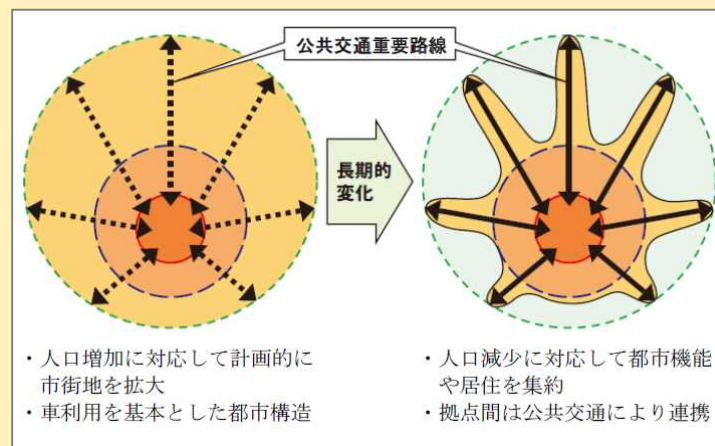 公共交通重要路線
長期的
変化
・人口増加に対応して計画的に
市街地を拡大
・車利用を基本とした都市構造
・人口減少に対応して都市機能
や居住を集約
・拠点間は公共交通により連携